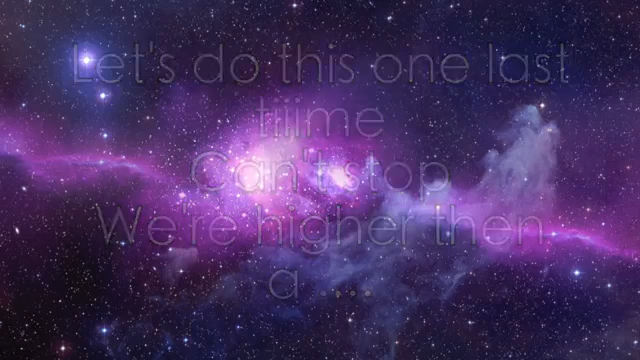 Let's do this one last
tiiime
Can't stop
We're higher then
a ....